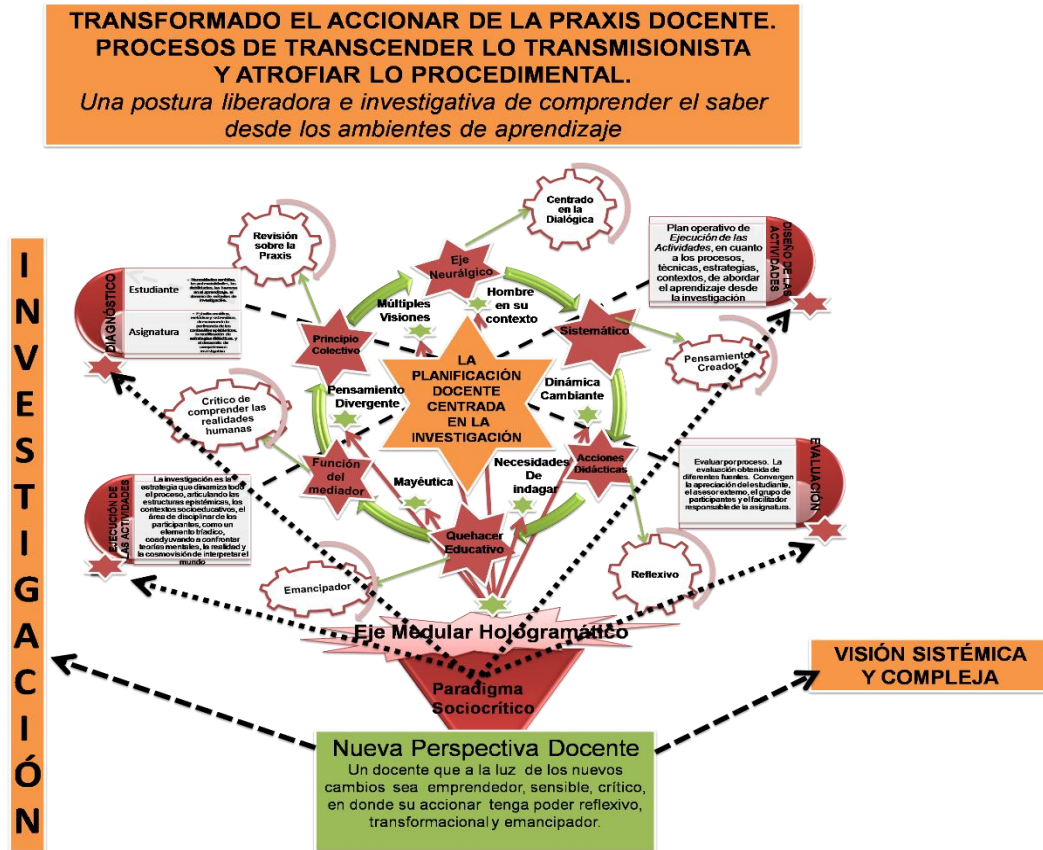 TRANSFORMADO EL ACCIONAR DE LA PRAXIS DOCENTE.
PROCESOS DE TRANSCENDER LO TRANSMISIONISTA
Y ATROFIAR LO PROCEDIMENTAL.
Una postura liberadora e investigativa de comprender el saber
desde los ambientes de aprendizaje
INVESTIGACIÓN
DIAGNÓSTICO
Estudiante
Asignatura
Revisión
sobre la
Praxis
Centrado
en la
Dialógica
Eje
Neurálgico
Múltiples
Visiones
Hombre
en su
contexto
Principio
Colectivo
Sistemático
Plan operativo de
Ejecución de las
Actividades, en cuanto
a los procesos,
técnicas, estrategias,
contextos, de abordar
el aprendizaje desde
la investigación
DISEÑO DE LAS
ACTIVIDADES
Pensamiento
Creador
LA
PLANIFICACIÓN
DOCENTE
CENTRADA
EN LA
INVESTIGACIÓN
Pensamiento
Divergente
Dinámica
Cambiante
Crítico de
comprender las
realidades
humanas
Función
del
mediador
Mayéutica
Necesidades
De
indagar
Acciones
Didácticas
Quehacer
Educativo
EJECUCIÓN DE
LAS ACTIVIDADES
La investigación es la
estrategia que dinamiza todo
el proceso, articulando las
estructuras epistémicas, los
contextos socioeducativos, el
área de disciplinar de los
participantes, como un
elemento tríadico,
coadyuvando a confrontar
teorías mentales, la realidad y
la cosmovisión de interpretar el
mundo
Evaluar por proceso. La
evaluación obtenida de
diferentes fuentes. Convergen
la apreciación del estudiante,
el asesor externo, el grupo de
participantes y el facilitador
responsable de la asignatura.
EVALUACIÓN
Emancipador
Reflexivo
Eje Medular Hologramático
Paradigma
Sociocrítico
VISIÓN SISTÉMICA
Y COMPLEJA
Nueva Perspectiva Docente
Un docente que a la luz de los nuevos
cambios sea emprendedor, sensible, crítico,
en donde su accionar tenga poder reflexivo,
transformacional y emancipador.